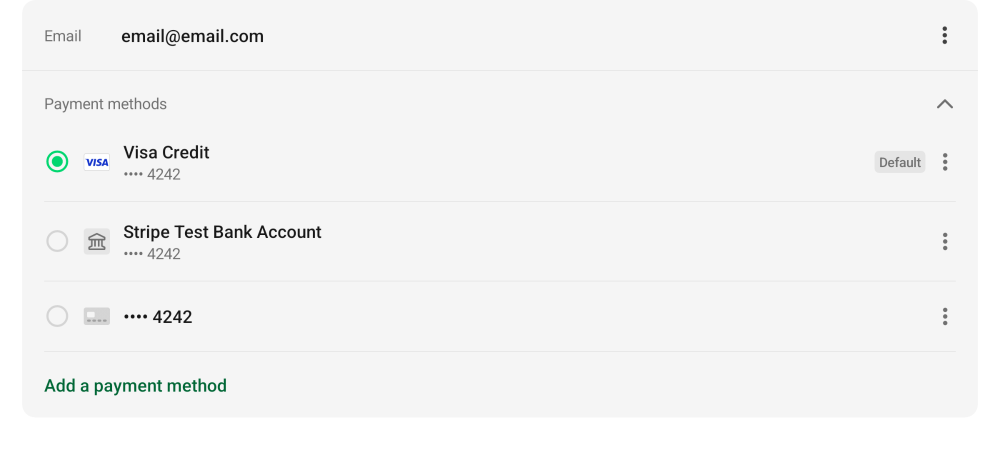 Email email@email.com
Payment methods
VISA Visa Credit Default
•••• 4242
Stripe Test Bank Account
•••• 4242
•••• 4242
Add a payment method